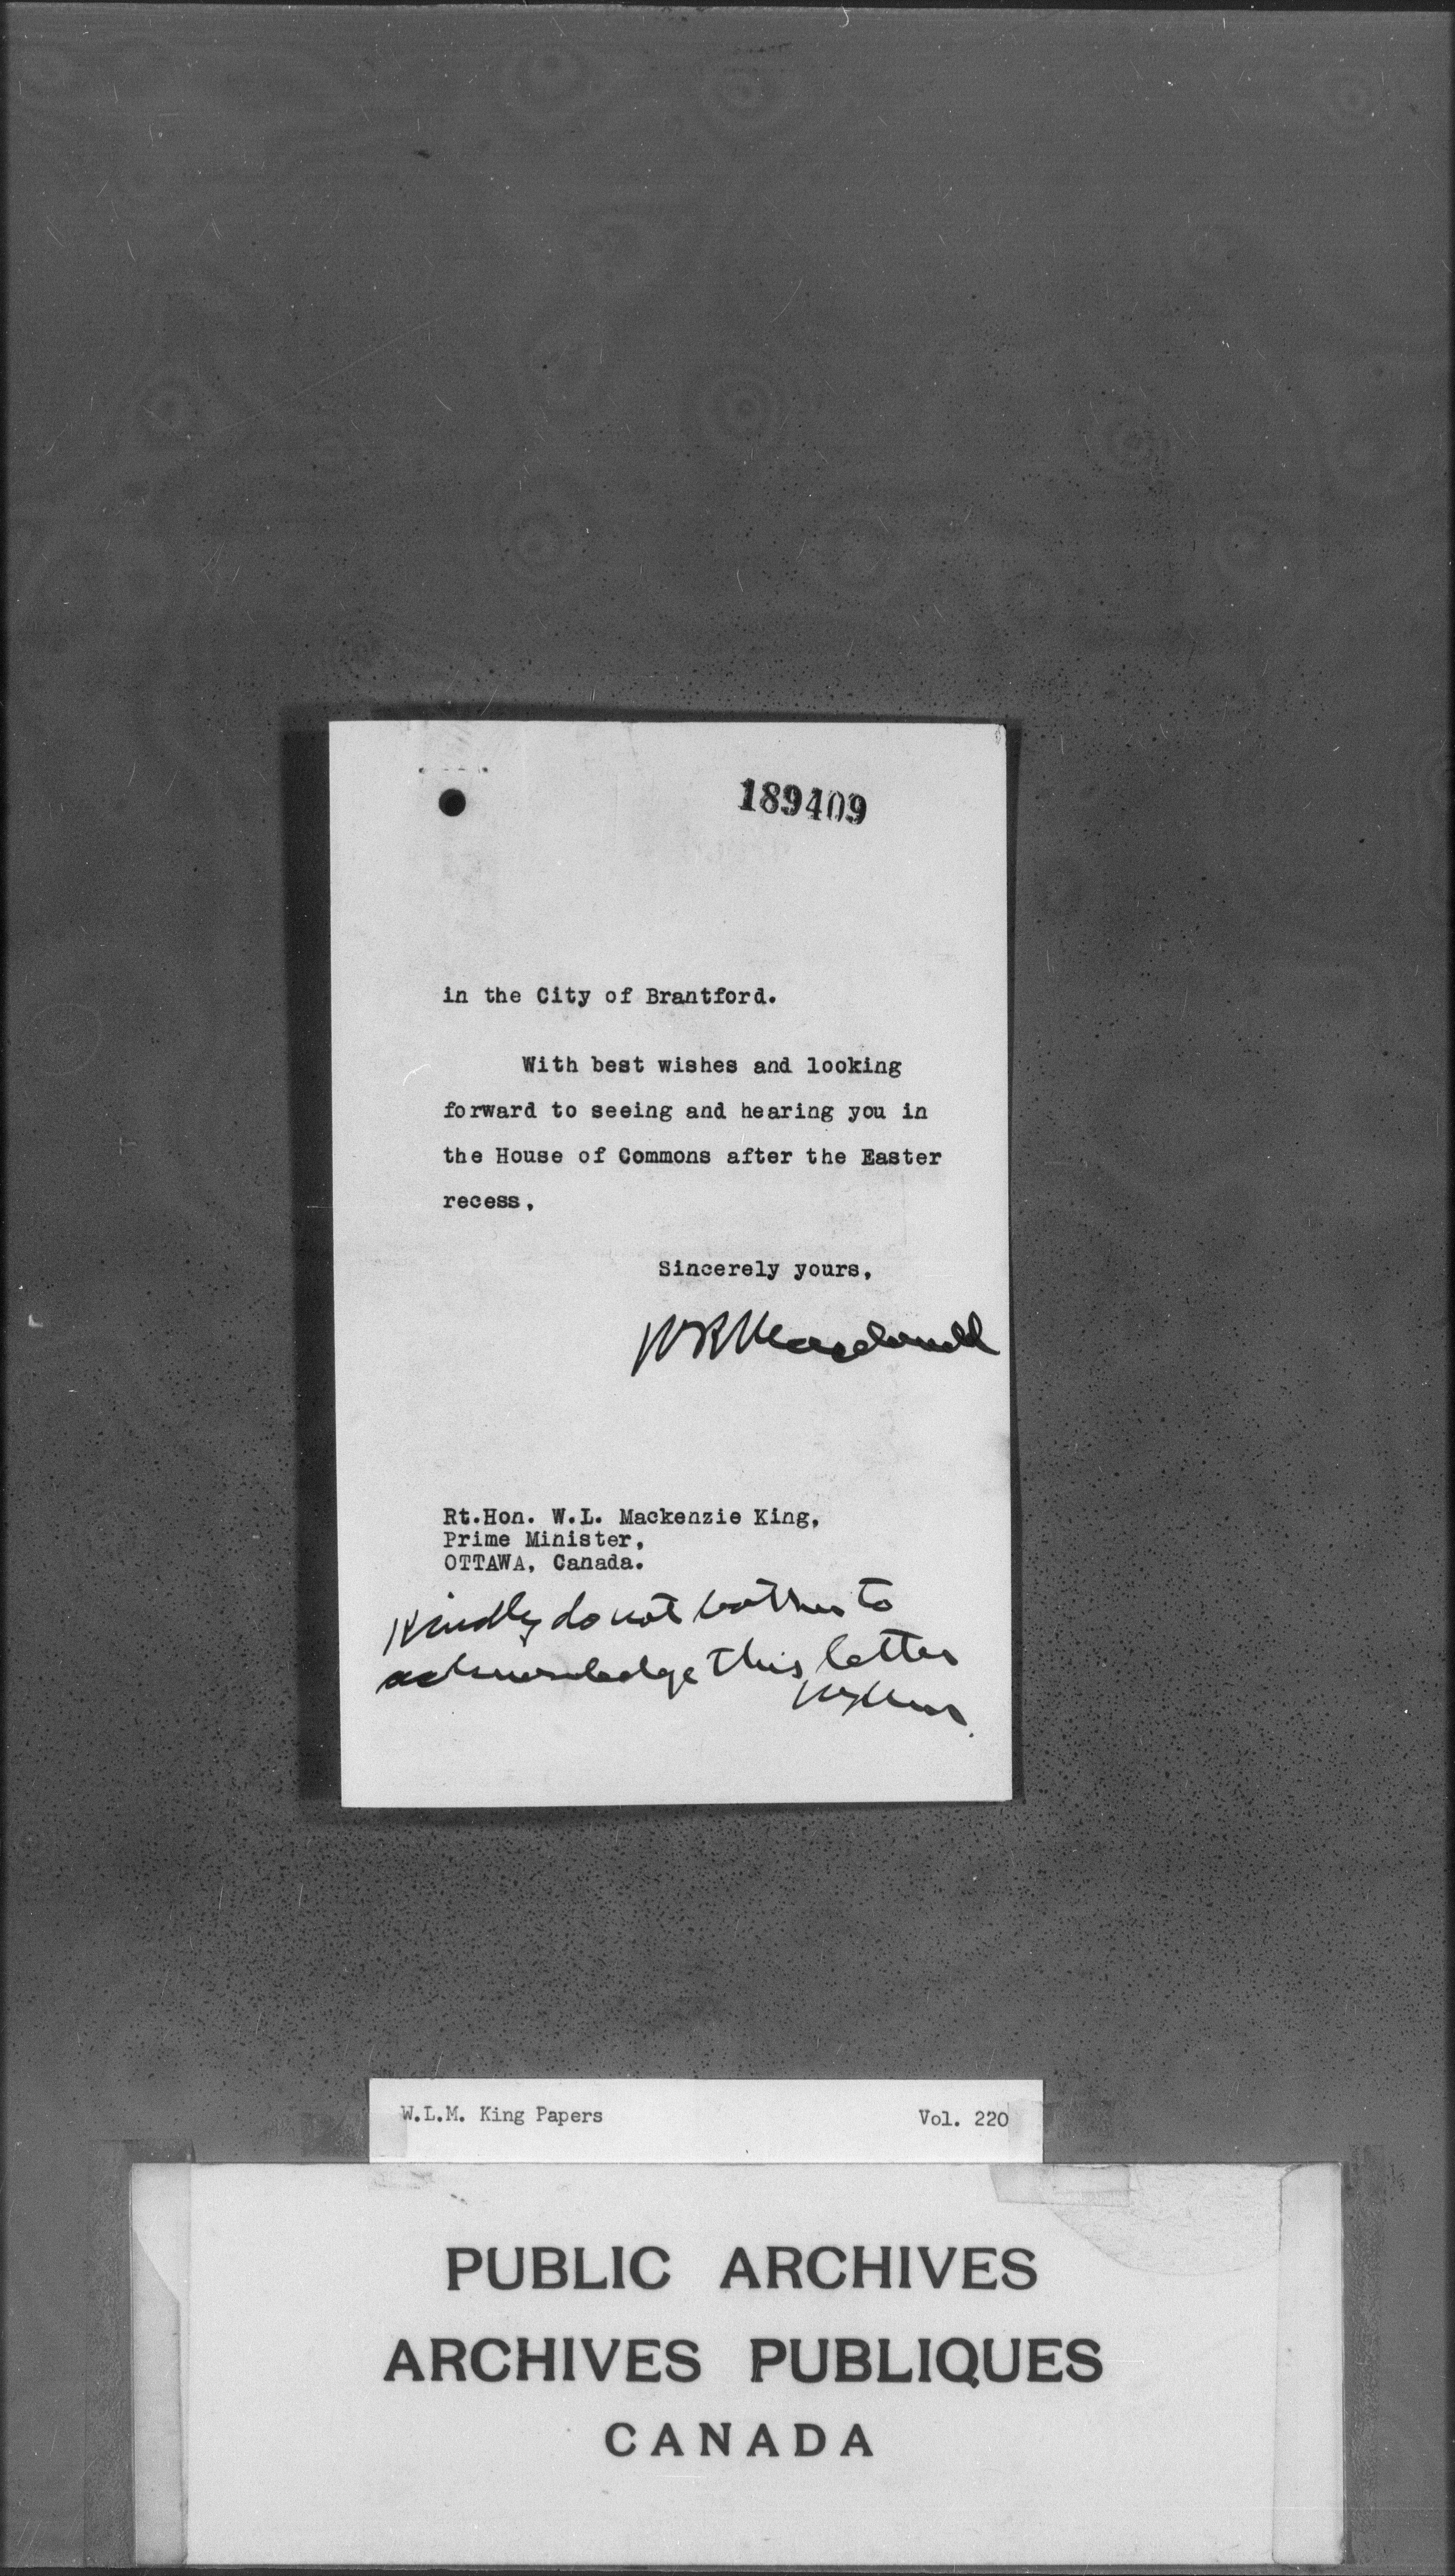 189409
in the City of Brantford.
With best wishes and looking
forward to seeing and hearing you in
the House of Commons after the Easter
recess,
Sincerely yours,
WRMacdonald
Rt.Hon. W.L. Mackenzie King,
Prime Minister,
OTTAWA, Canada.
Kindly do not bother to
acknowledge this letter
W.L.M. King Papers Vol. 220
PUBLIC ARCHIVES
ARCHIVES PUBLIQUES
CANADA